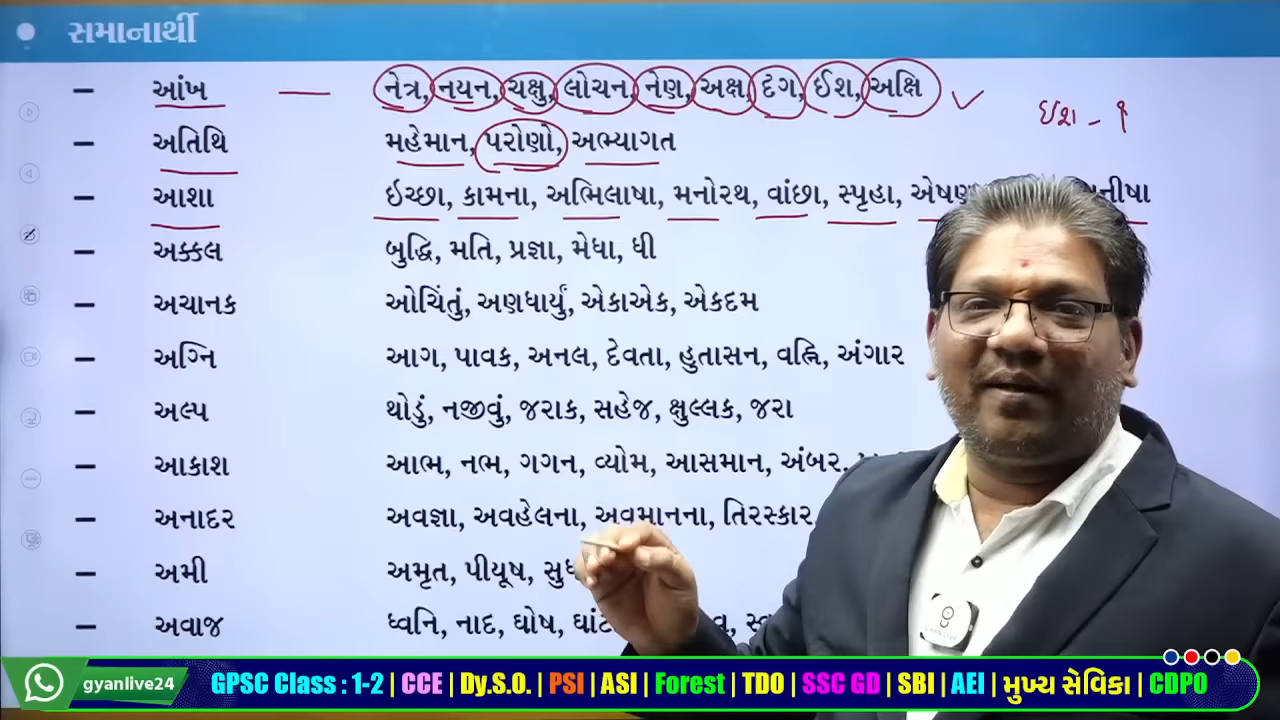 સમાનાર્થી
– આંખ — નેત્ર, નયન, ચક્ષુ, લોચન, નેણ, અક્ષ, દગ, ઈશ, અક્ષિ
– અતિથિ મહેમાન, પરોણો, અભ્યાગત
– આશા ઇચ્છા, કામના, અભિલાષા, મનોરથ, વાંછા, સ્પૃહા,
– અક્કલ બુદ્ધિ, મતિ, પ્રજ્ઞા, મેધા, ધી
– અચાનક ઓચિંતું, અણધાર્યું, એકાએક, એકદમ
– અગ્નિ આગ, પાવક, અનલ, દેવતા, હુતાસન, વહ્નિ, અંગાર
– અલ્પ થોડું, નજીવું, જરાક, સહેજ, ક્ષુલ્લક, જરા
– આકાશ આભ, નભ, ગગન, વ્યોમ, આસમાન, અંબર,
– અનાદર અવજ્ઞા, અવહેલના, અવમાનના, તિરસ્કાર,
– અમી અમૃત, પીયૂષ,
– અવાજ ધ્વનિ, નાદ, ઘોષ,
gyanlive24 GPSC Class : 1-2 | CCE | Dy.S.O. | PSI | ASI | Forest | TDO | SSC GD | SBI | AEI | મુખ્ય સેવિકા | CDPO